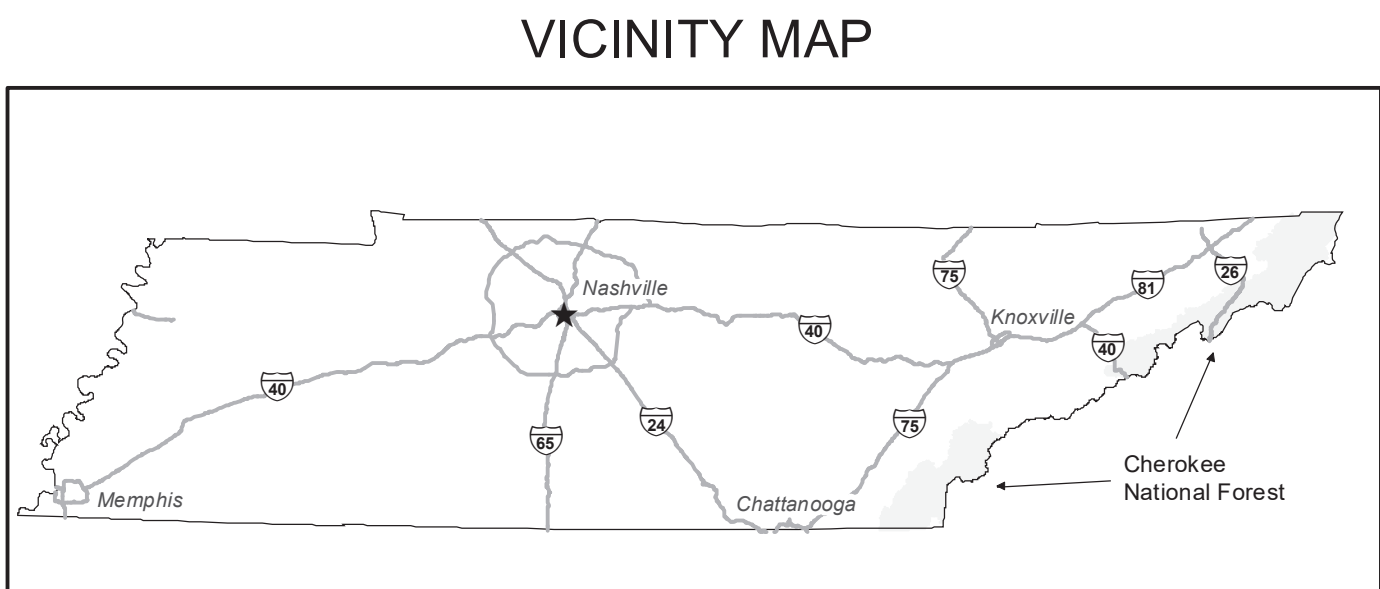 VICINITY MAP
Nashville
75
26
81
Knoxville
40
40
40
24
75
65
Cherokee
National Forest
Memphis
Chattanooga